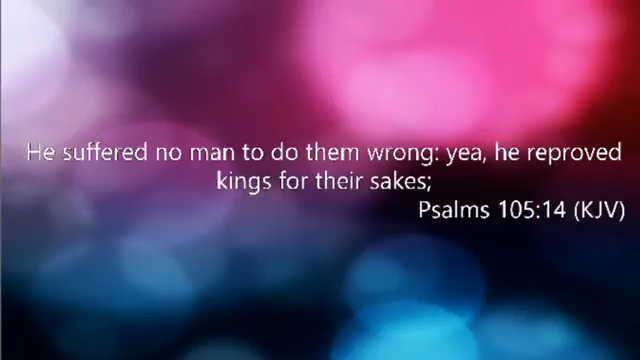 He suffered no man to do them wrong: yea, he reproved
kings for their sakes;
Psalms 105:14 (KJV)